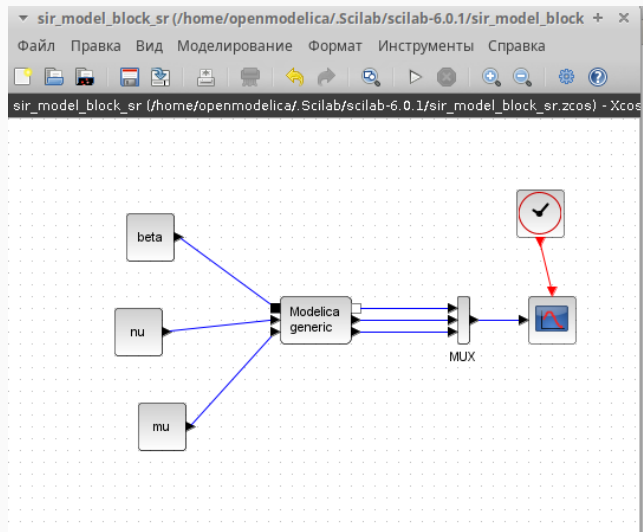 sir_model_block_sr (/home/openmodelica/.Scilab/scilab-6.0.1/sir_model_block
Файл Правка Вид Моделирование Формат Инструменты Справка
sir_model_block_sr (/home/openmodelica/.Scilab/scilab-6.0.1/sir_model_block_sr.zcos) - Xcos
beta
Modelica
generic
nu
MUX
mu